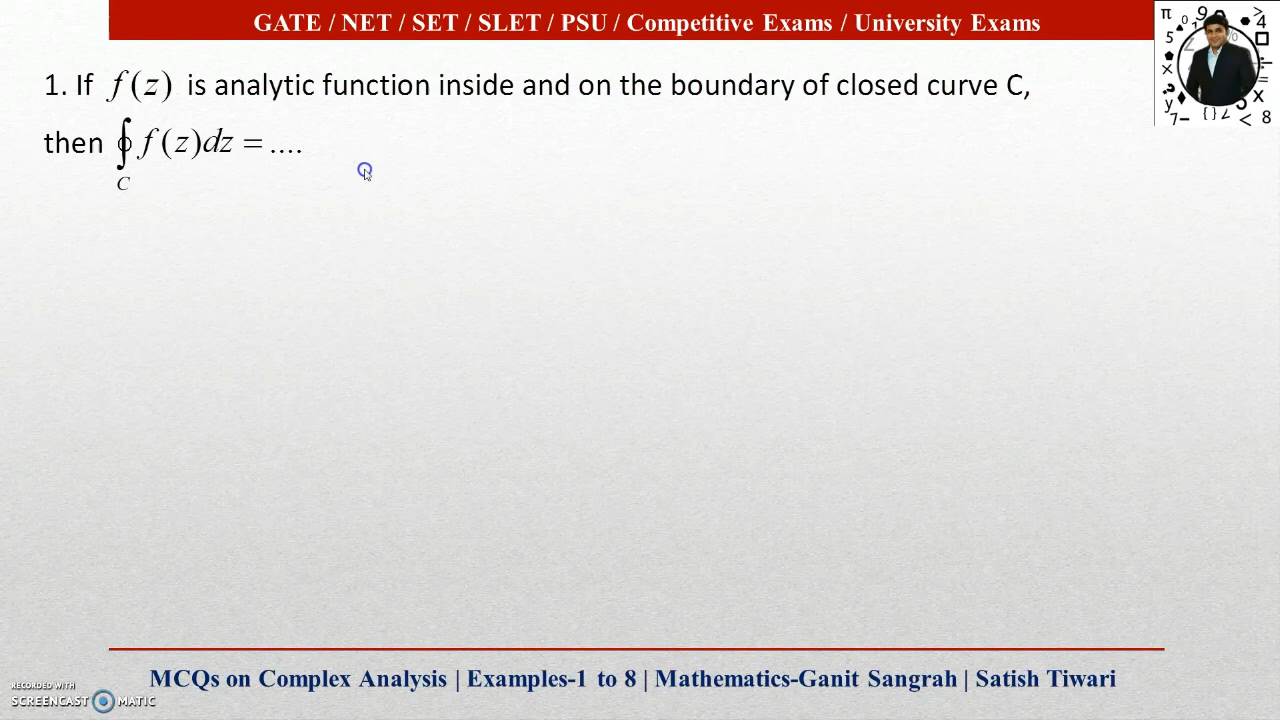 GATE / NET / SET / SLET / PSU / Competitive Exams / University Exams
1. If f(z) is analytic function inside and on the boundary of closed curve C,
then ∮ f(z)dz = ....
C
MCQs on Complex Analysis | Examples-1 to 8 | Mathematics-Ganit Sangrah | Satish Tiwari
RECORDED WITH
SCREENCAST MATIC